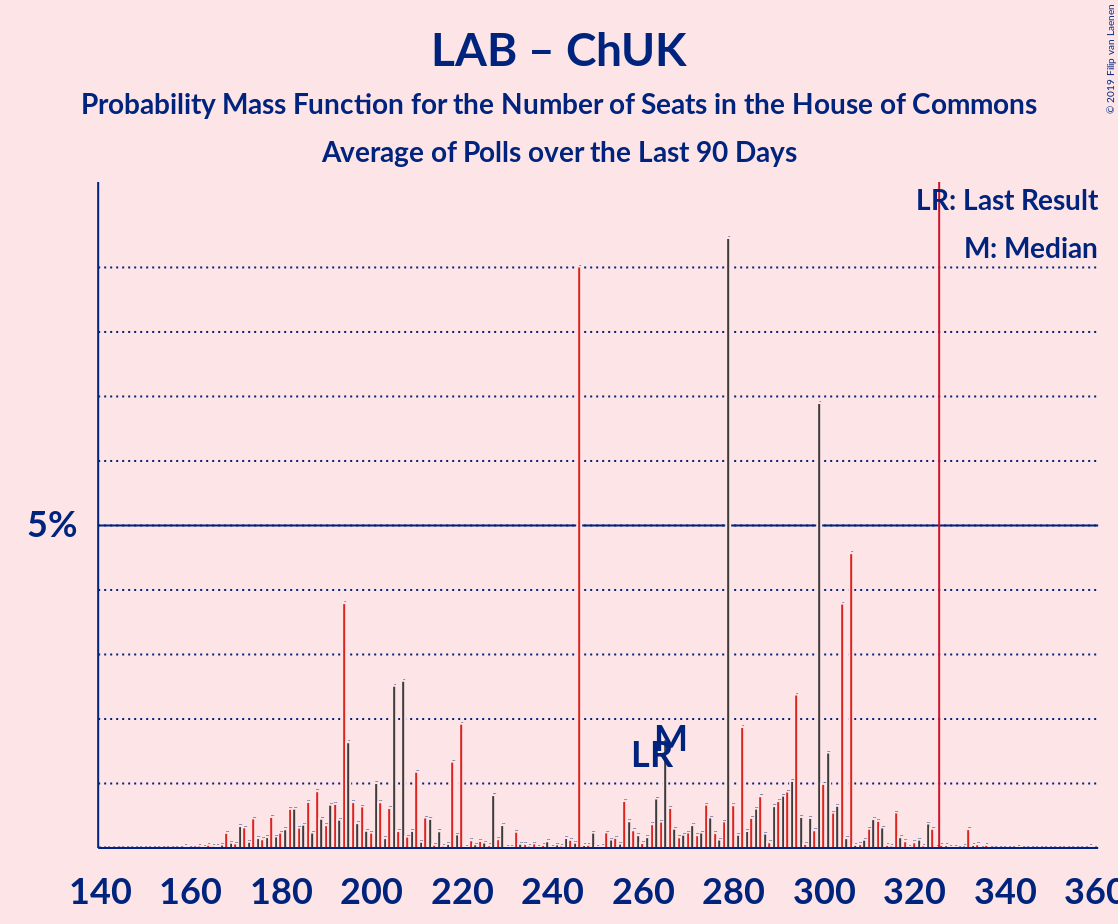 LAB – ChUK
Probability Mass Function for the Number of Seats in the House of Commons
Average of Polls over the Last 90 Days
© 2019 Filip van Laenen
LR: Last Result
M: Median
5%
M
LR
140 160 180 200 220 240 260 280 300 320 340 360